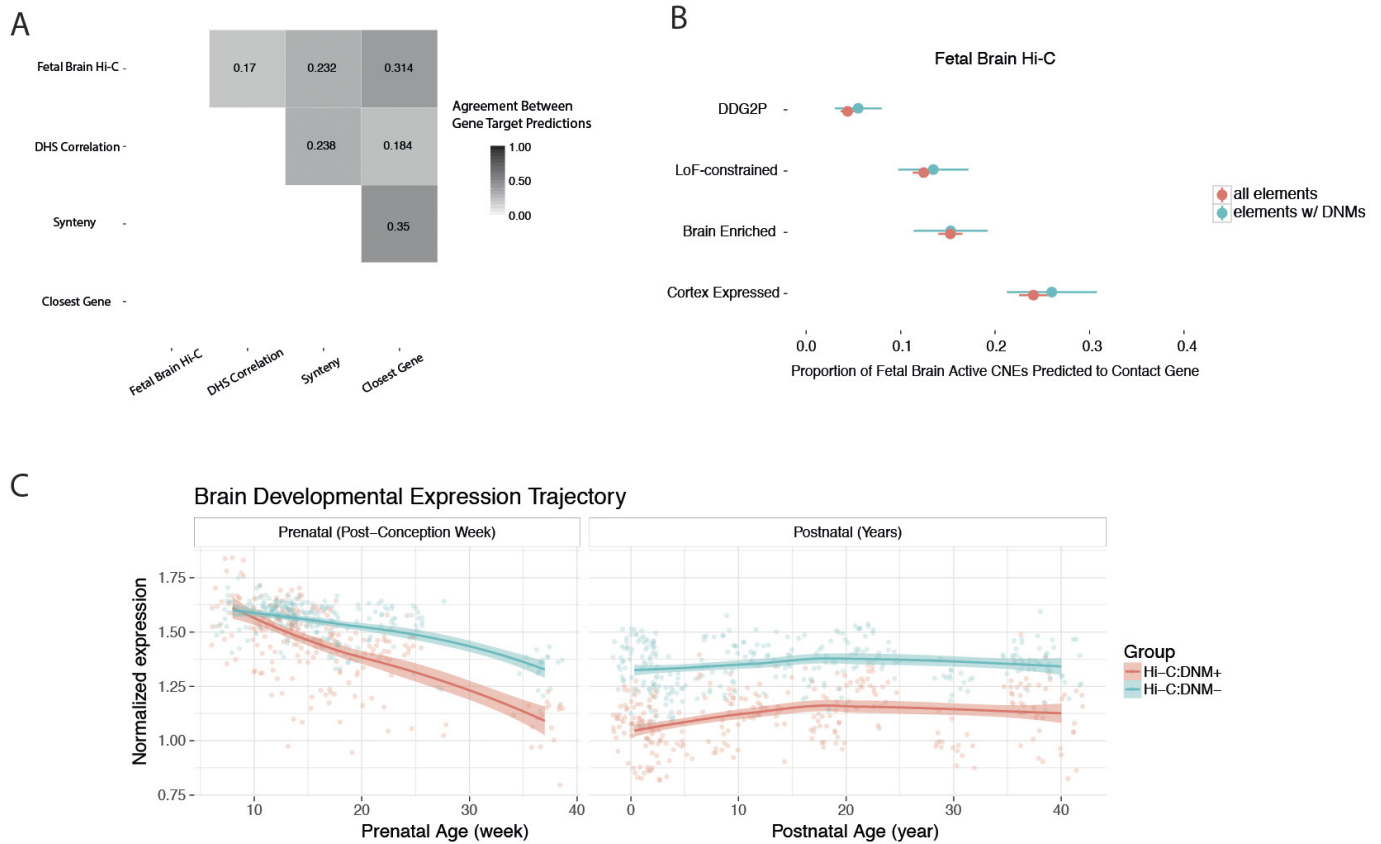 A
Fetal Brain Hi-C
0.17
0.232
0.314
DHS Correlation
0.238
0.184
Synteny
0.35
Closest Gene
Fetal Brain Hi-C
DHS Correlation
Synteny
Closest Gene
Agreement Between
Gene Target Predictions
1.00
0.50
0.00
B
Fetal Brain Hi-C
DDG2P
LoF-constrained
Brain Enriched
Cortex Expressed
0.0
0.1
0.2
0.3
0.4
Proportion of Fetal Brain Active CNEs Predicted to Contact Gene
all elements
elements w/ DNMs
C
Brain Developmental Expression Trajectory
Prenatal (Post−Conception Week)
Postnatal (Years)
Normalized expression
1.75
1.50
1.25
1.00
0.75
10
20
30
40
0
10
20
30
40
Prenatal Age (week)
Postnatal Age (year)
Group
Hi−C:DNM+
Hi−C:DNM−